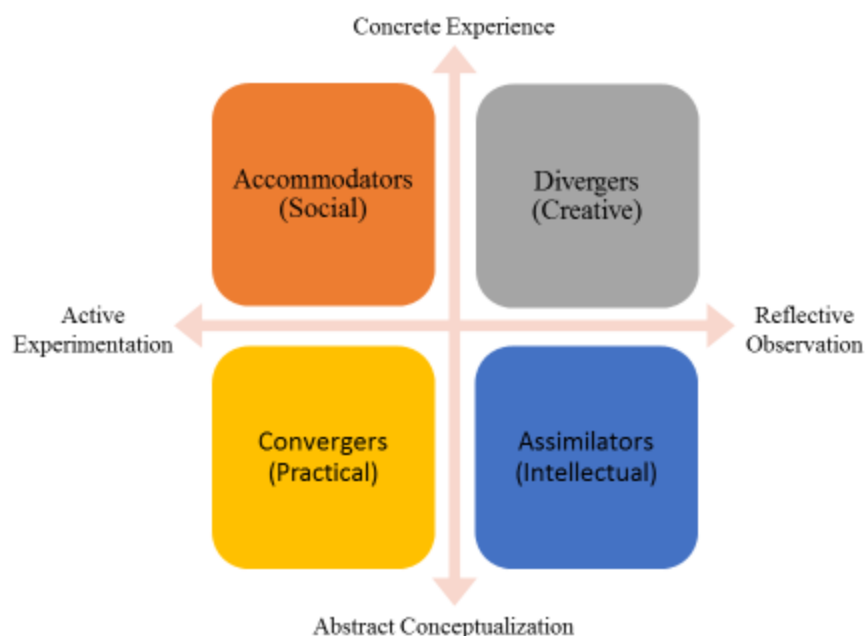 Concrete Experience
Accommodators
(Social)
Divergers
(Creative)
Active
Experimentation
Reflective
Observation
Convergers
(Practical)
Assimilators
(Intellectual)
Abstract Conceptualization